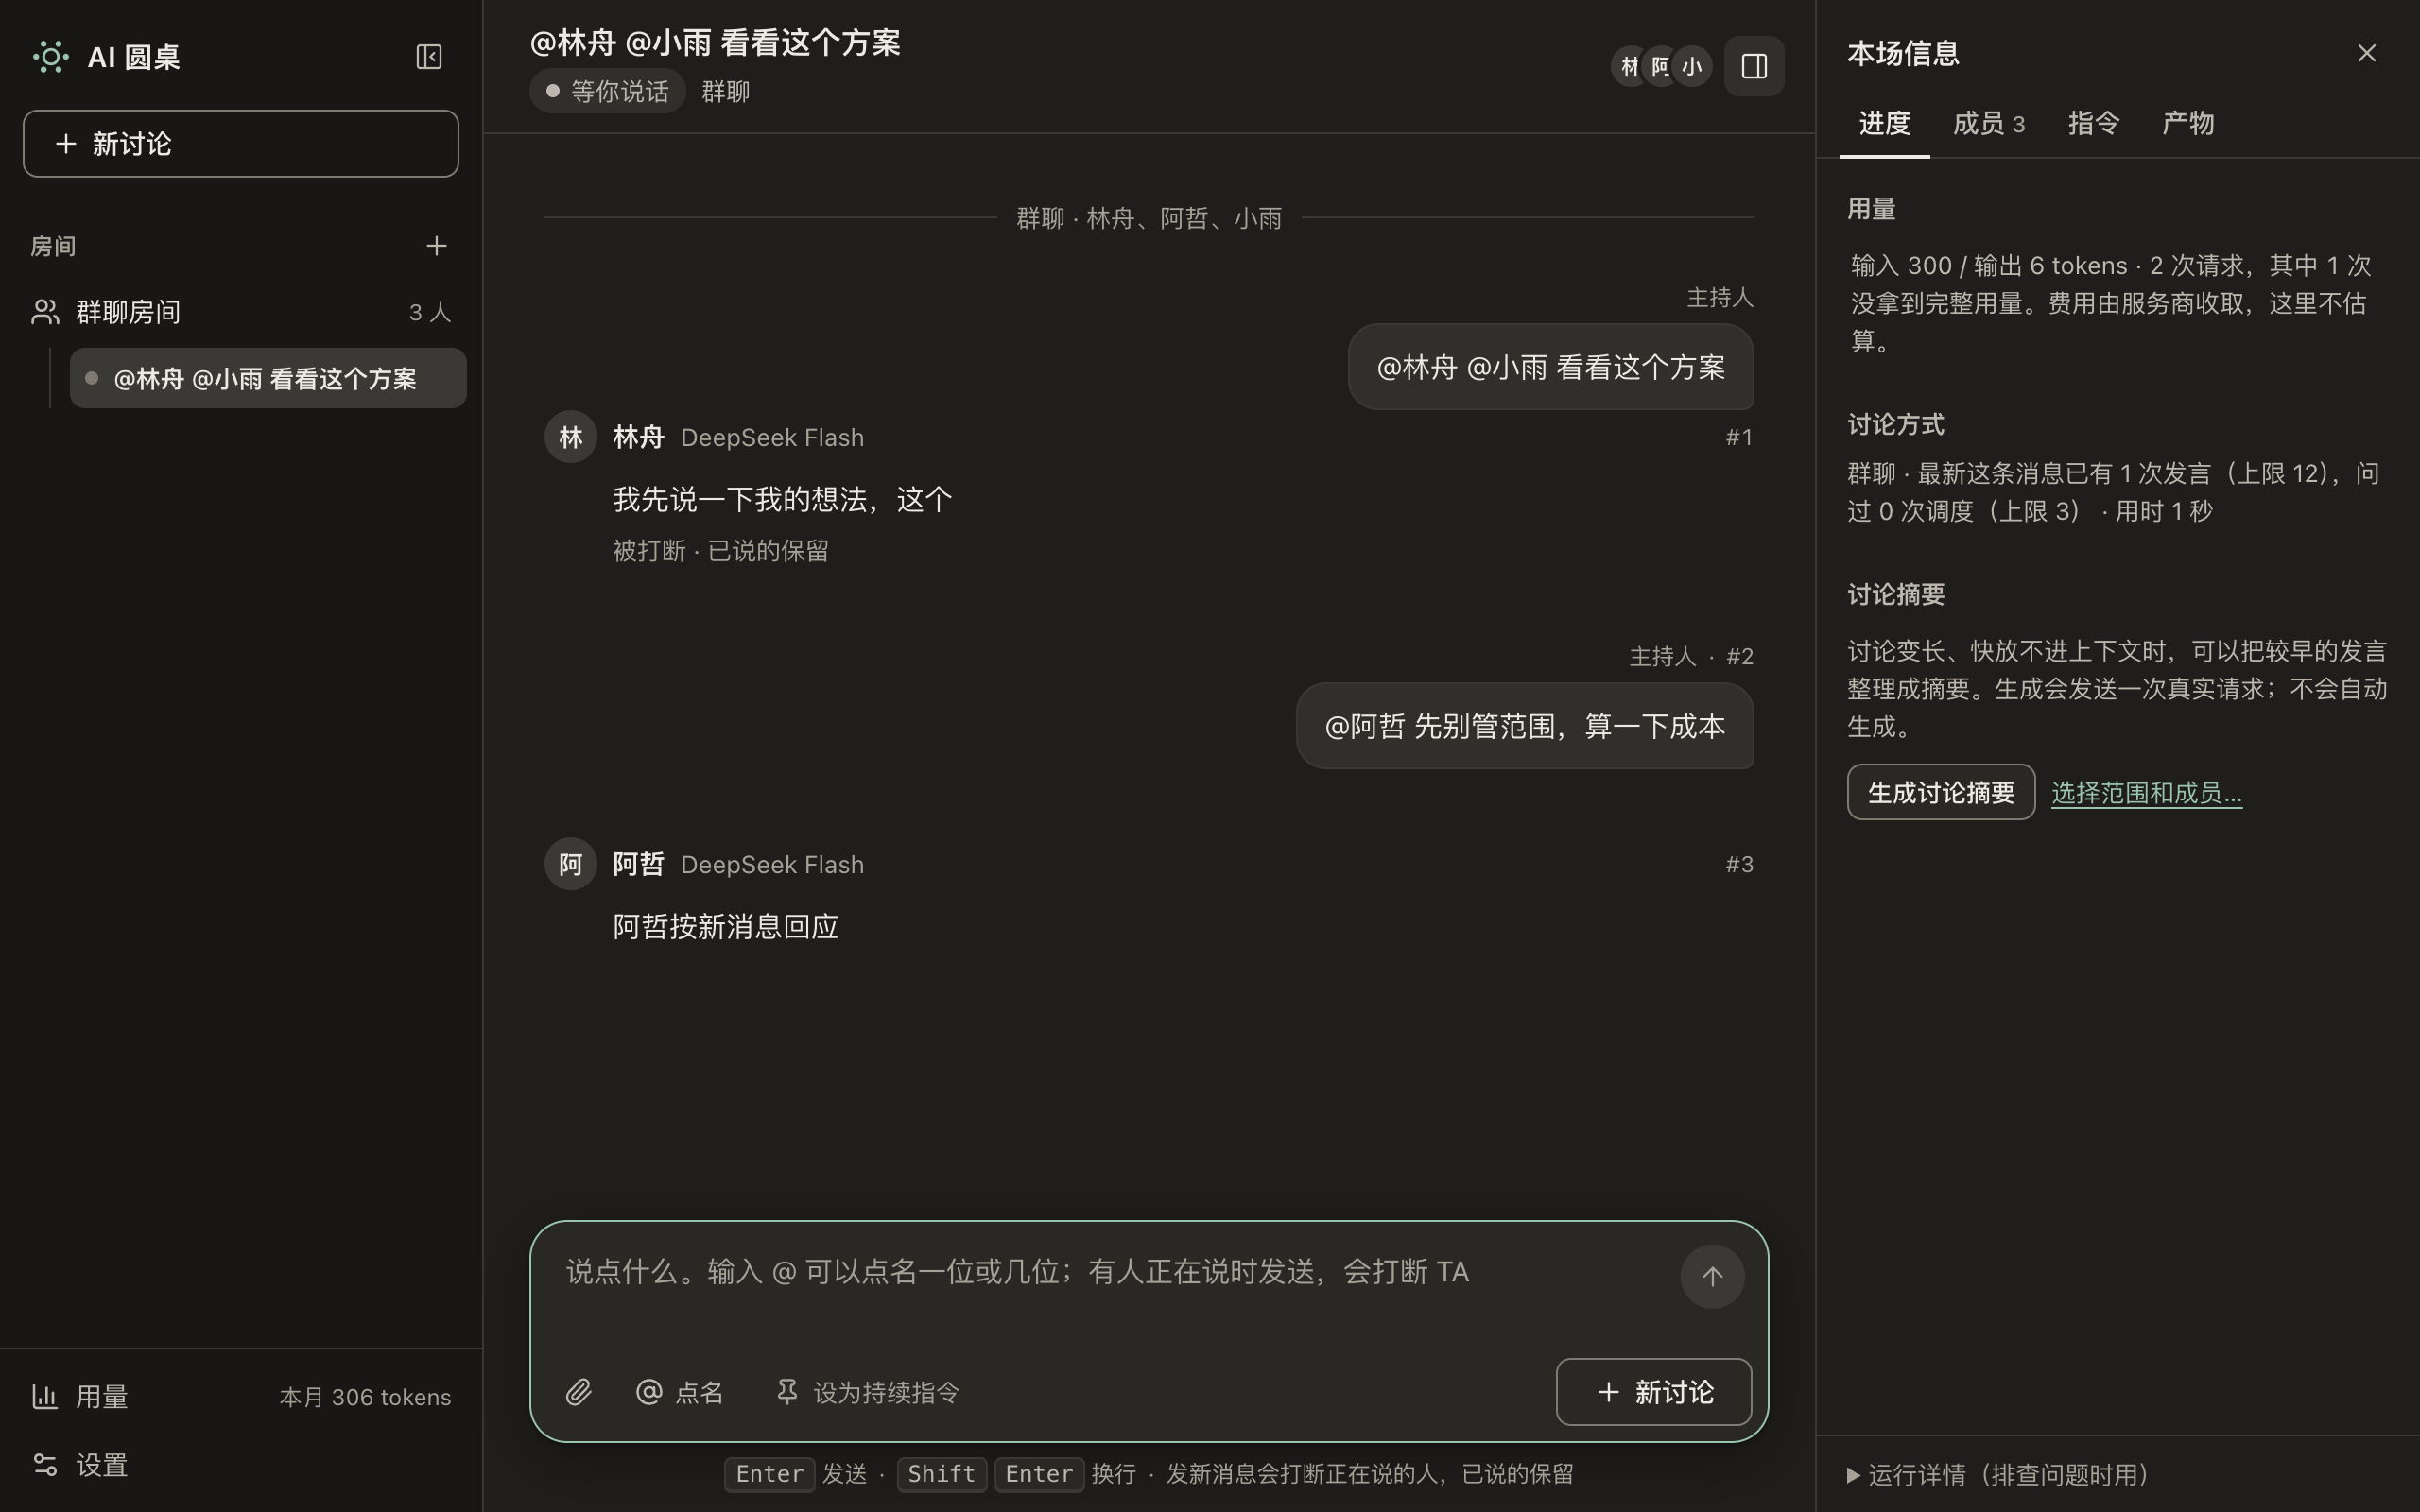 AI 圆桌
新讨论
房间
群聊房间
3 人
@林舟 @小雨 看看这个方案
用量
本月 306 tokens
设置
@林舟 @小雨 看看这个方案
等你说话
群聊
林
阿
小
群聊 · 林舟、阿哲、小雨
主持人
@林舟 @小雨 看看这个方案
林
林舟 DeepSeek Flash
#1
我先说一下我的想法，这个
被打断 · 已说的保留
主持人 · #2
@阿哲 先别管范围，算一下成本
阿
阿哲 DeepSeek Flash
#3
阿哲按新消息回应
说点什么。输入 @ 可以点名一位或几位；有人正在说时发送，会打断 TA
点名
设为持续指令
新讨论
Enter 发送 · Shift Enter 换行 · 发新消息会打断正在说的人，已说的保留
本场信息
进度
成员 3
指令
产物
用量
输入 300 / 输出 6 tokens · 2 次请求，其中 1 次
没拿到完整用量。费用由服务商收取，这里不估
算。
讨论方式
群聊 · 最新这条消息已有 1 次发言（上限 12），问
过 0 次调度（上限 3） · 用时 1 秒
讨论摘要
讨论变长、快放不进上下文时，可以把较早的发言
整理成摘要。生成会发送一次真实请求；不会自动
生成。
生成讨论摘要
选择范围和成员...
运行详情（排查问题时用）